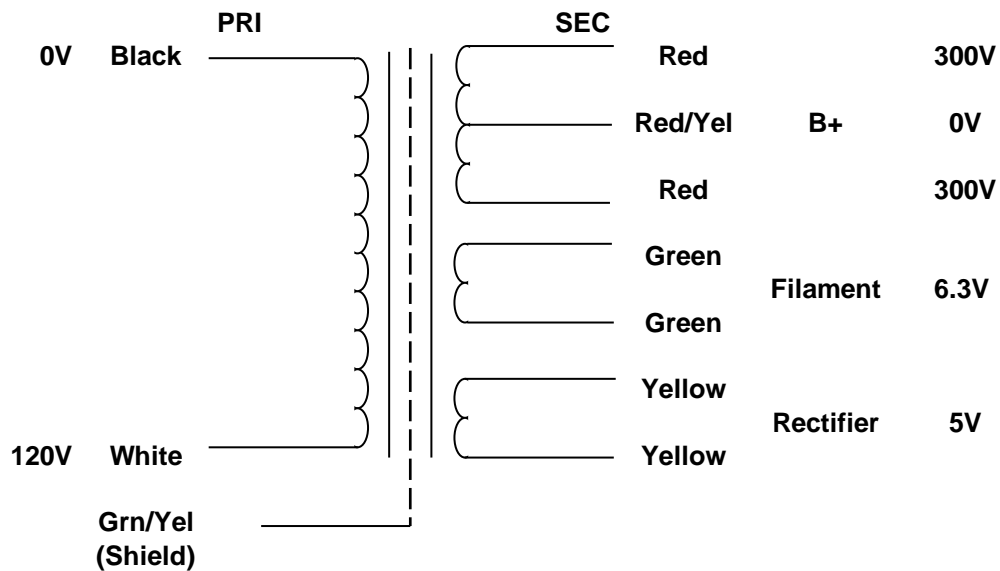 PRI SEC
0V Black Red 300V
Red/Yel B+ 0V
Red 300V
Green
Filament 6.3V
Green
Yellow
Rectifier 5V
120V White Yellow
Grn/Yel
(Shield)